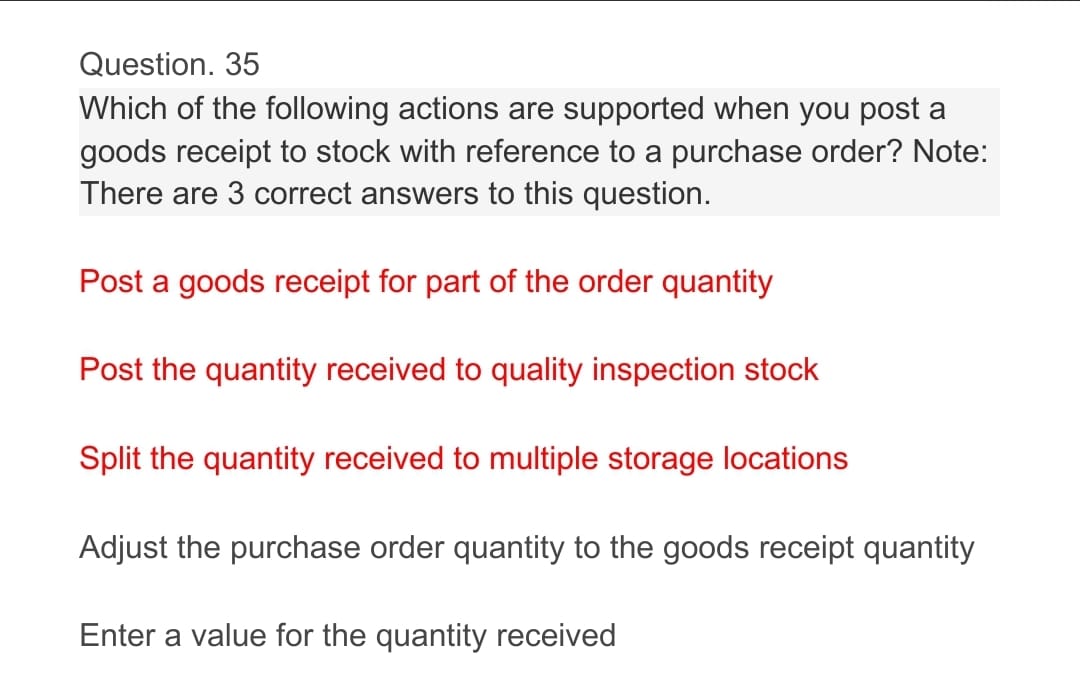 Question. 35
Which of the following actions are supported when you post a
goods receipt to stock with reference to a purchase order? Note:
There are 3 correct answers to this question.
Post a goods receipt for part of the order quantity
Post the quantity received to quality inspection stock
Split the quantity received to multiple storage locations
Adjust the purchase order quantity to the goods receipt quantity
Enter a value for the quantity received